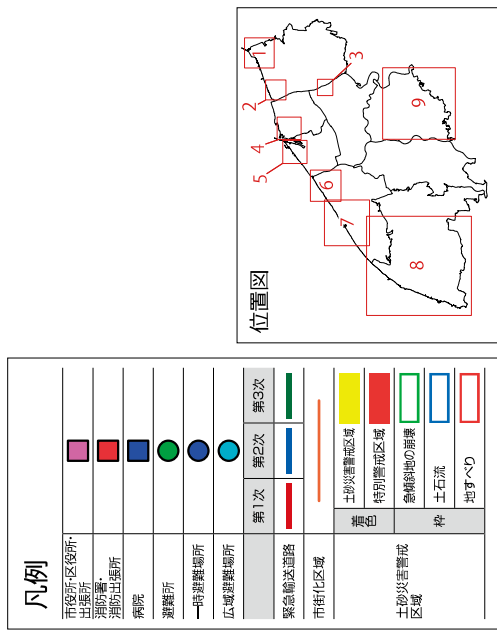 凡例
市役所・区役所・
出張所
消防署・
消防出張所
病院
避難所
一時避難場所
広域避難場所
第1次
第2次
第3次
緊急輸送道路
市街化区域
土砂災害警戒
区域
着色
土砂災害警戒区域
特別警戒区域
枠
急傾斜地の崩壊
土石流
地すべり
位置図
1
2
3
4
5
6
7
8
9